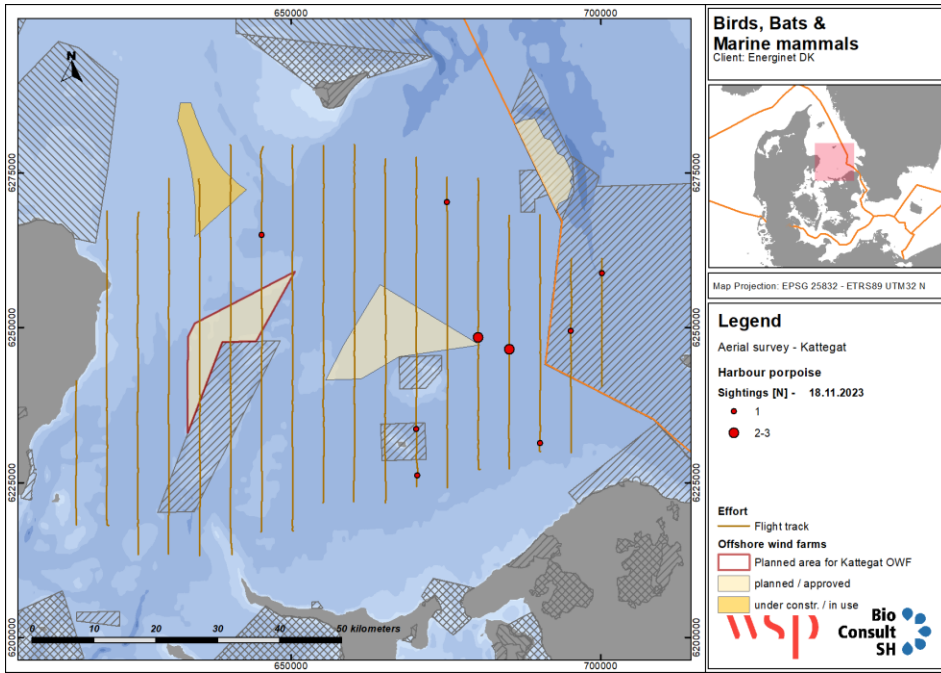 650000
700000
N
6275000
6275000
6250000
6250000
6225000
6225000
6200000
6200000
0 10 20 30 40 50 kilometers
650000
700000
Birds, Bats &
Marine mammals
Client: Energinet DK
Map Projection: EPSG 25832 - ETRS89 UTM32 N
Legend
Aerial survey - Kattegat
Harbour porpoise
Sightings [N] - 18.11.2023
1
2-3
Effort
Flight track
Offshore wind farms
Planned area for Kattegat OWF
planned / approved
under constr. / in use
wsp
Bio
Consult
SH